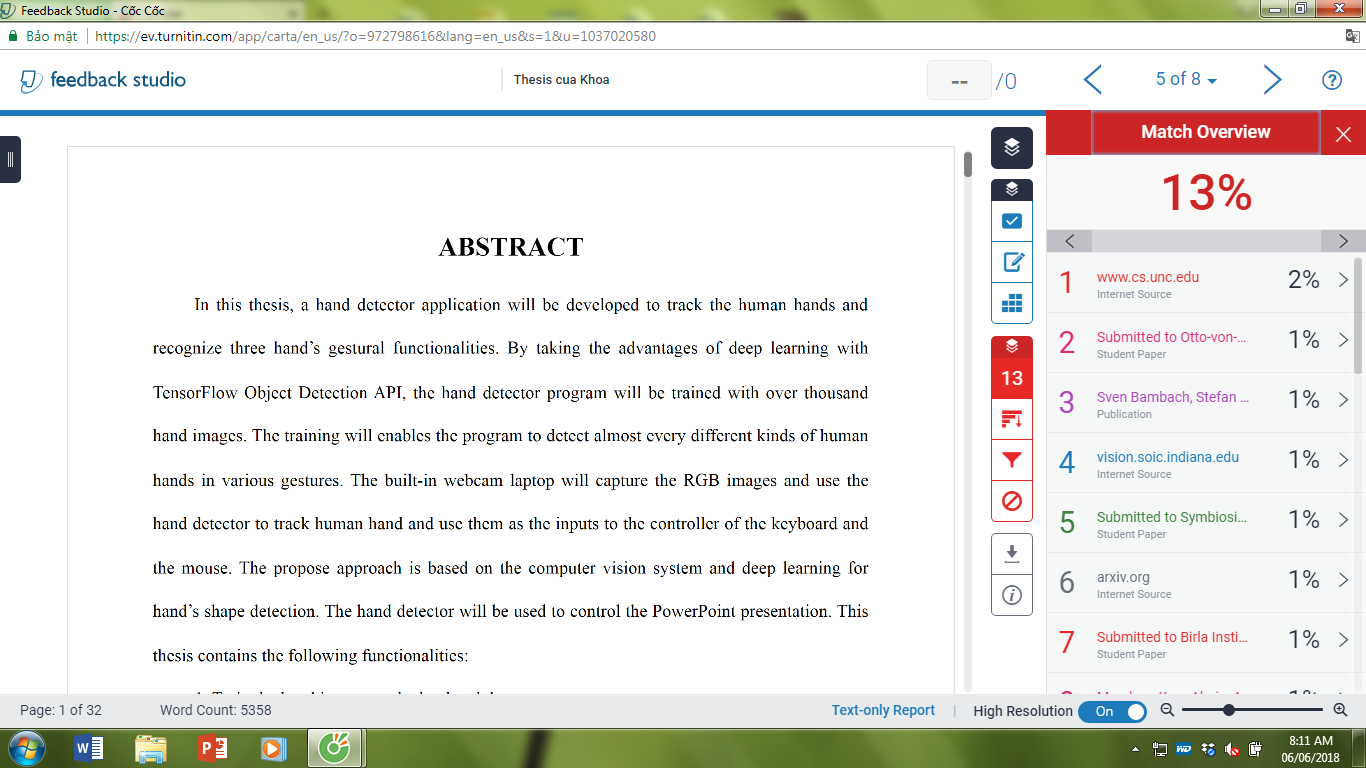 Feedback Studio - Cốc Cốc
Bảo mật | https://ev.turnitin.com/app/carta/en_us/?o=972798616&lang=en_us&s=1&u=1037020580
feedback studio
Thesis cua Khoa
-- /0
5 of 8
?
ABSTRACT
In this thesis, a hand detector application will be developed to track the human hands and
recognize three hand's gestural functionalities. By taking the advantages of deep learning with
TensorFlow Object Detection API, the hand detector program will be trained with over thousand
hand images. The training will enables the program to detect almost every different kinds of human
hands in various gestures. The built-in webcam laptop will capture the RGB images and use the
hand detector to track human hand and use them as the inputs to the controller of the keyboard and
the mouse. The propose approach is based on the computer vision system and deep learning for
hand's shape detection. The hand detector will be used to control the PowerPoint presentation. This
thesis contains the following functionalities:
13
Match Overview
13%
1 www.cs.unc.edu 2%
Internet Source
2 Submitted to Otto-von-... 1%
Student Paper
3 Sven Bambach, Stefan ... 1%
Publication
4 vision.soic.indiana.edu 1%
Internet Source
5 Submitted to Symbiosi... 1%
Student Paper
6 arxiv.org 1%
Internet Source
7 Submitted to Birla Insti... 1%
Student Paper
Page: 1 of 32
Word Count: 5358
Text-only Report | High Resolution On
8:11 AM
06/06/2018